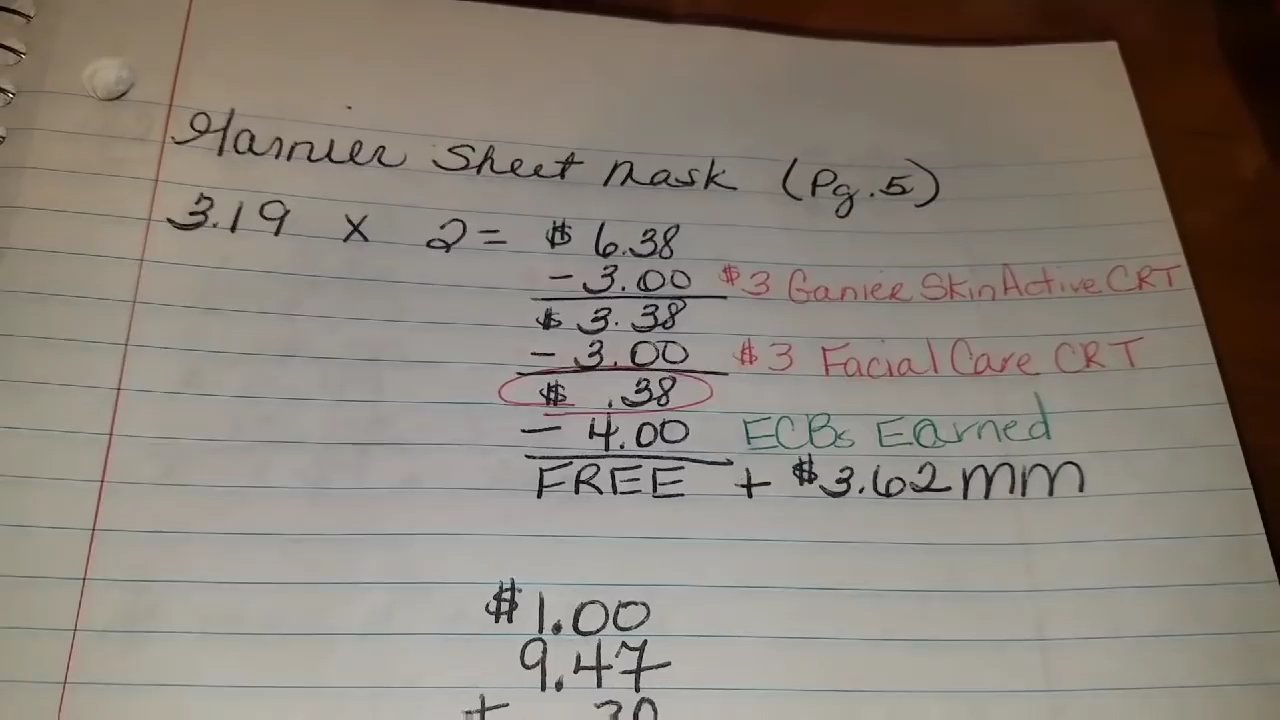 Garnier Sheet Mask (Pg.5)
3.19 x 2 = $ 6.38
- 3.00 $3 Ganier SkinActive CRT
$ 3.38
- 3.00 $3 Facial Care CRT
$ .38
- 4.00 ECBs Earned
FREE + $3.62 mm
$1.00
9.47
+